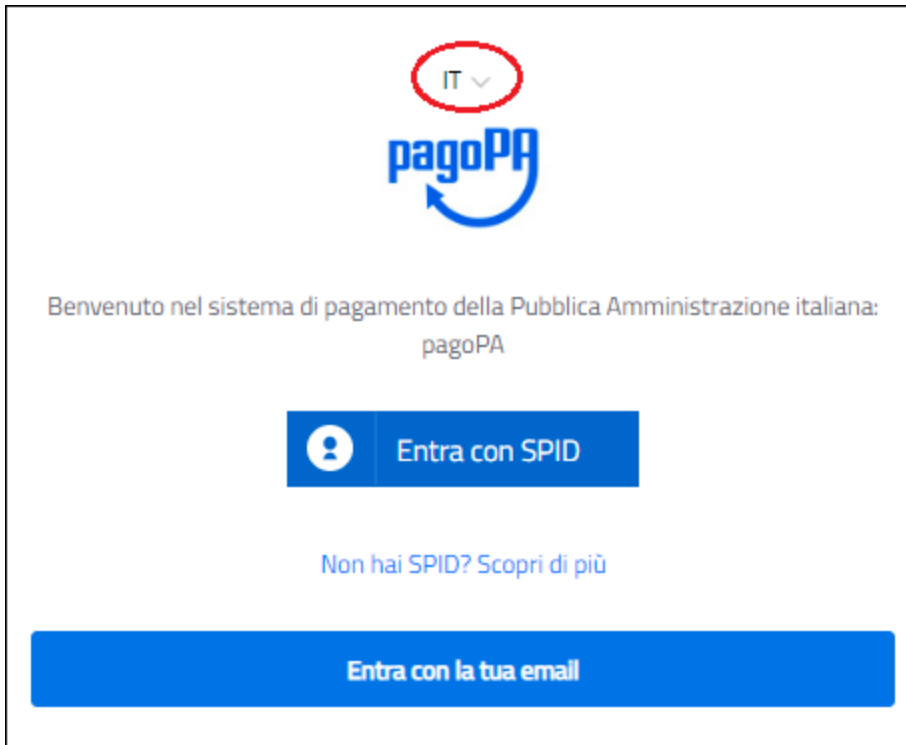 IT
pagoPA
Benvenuto nel sistema di pagamento della Pubblica Amministrazione italiana:
pagoPA
Entra con SPID
Non hai SPID? Scopri di più
Entra con la tua email